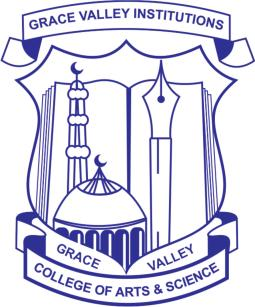 GRACE VALLEY INSTITUTIONS
GRACE VALLEY
COLLEGE OF ARTS & SCIENCE